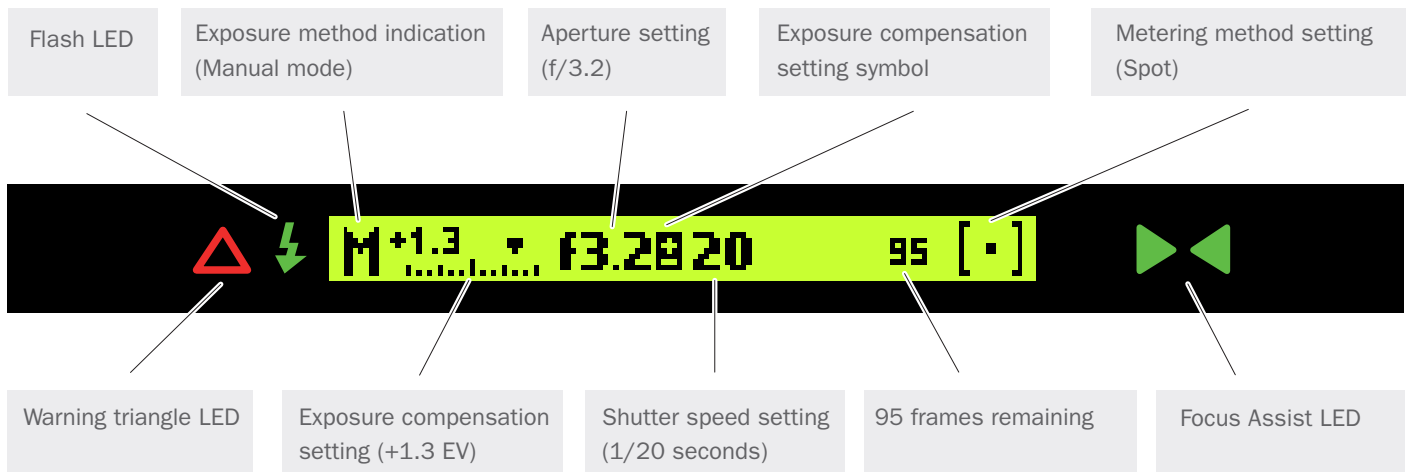 Flash LED
Exposure method indication
(Manual mode)
Aperture setting
(f/3.2)
Exposure compensation
setting symbol
Metering method setting
(Spot)
M +1.3 f3.2 20 95 [ ]
Warning triangle LED
Exposure compensation
setting (+1.3 EV)
Shutter speed setting
(1/20 seconds)
95 frames remaining
Focus Assist LED